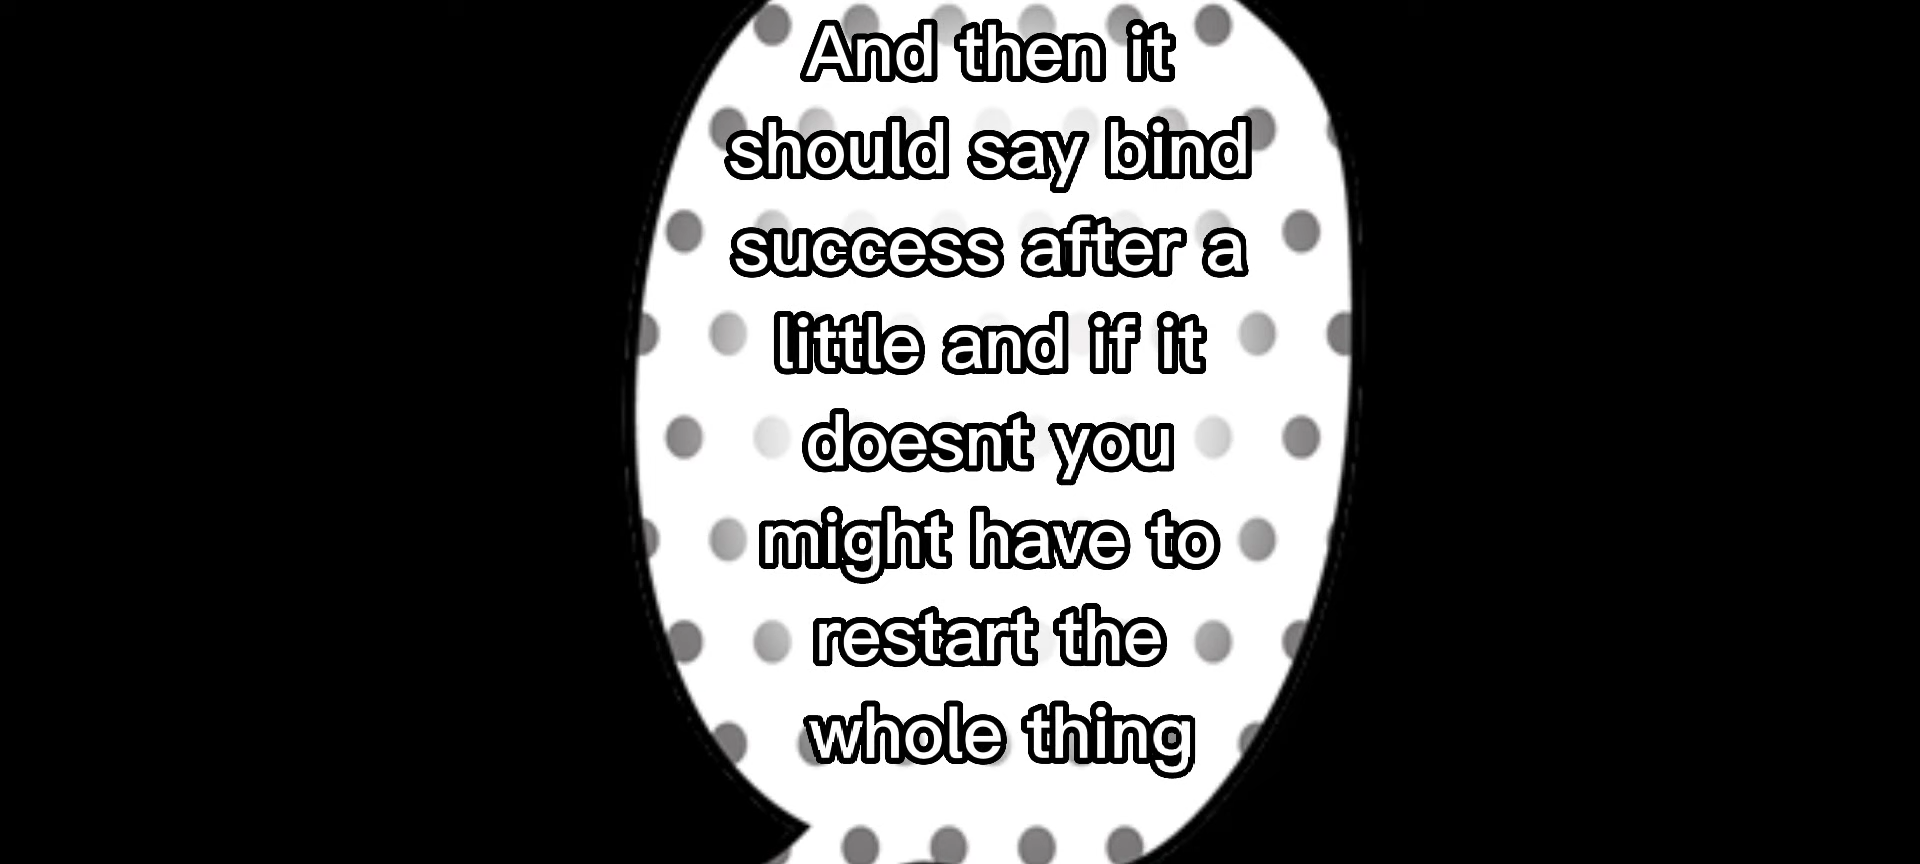 And then it
should say bind
success after a
little and if it
doesnt you
might have to
restart the
whole thing